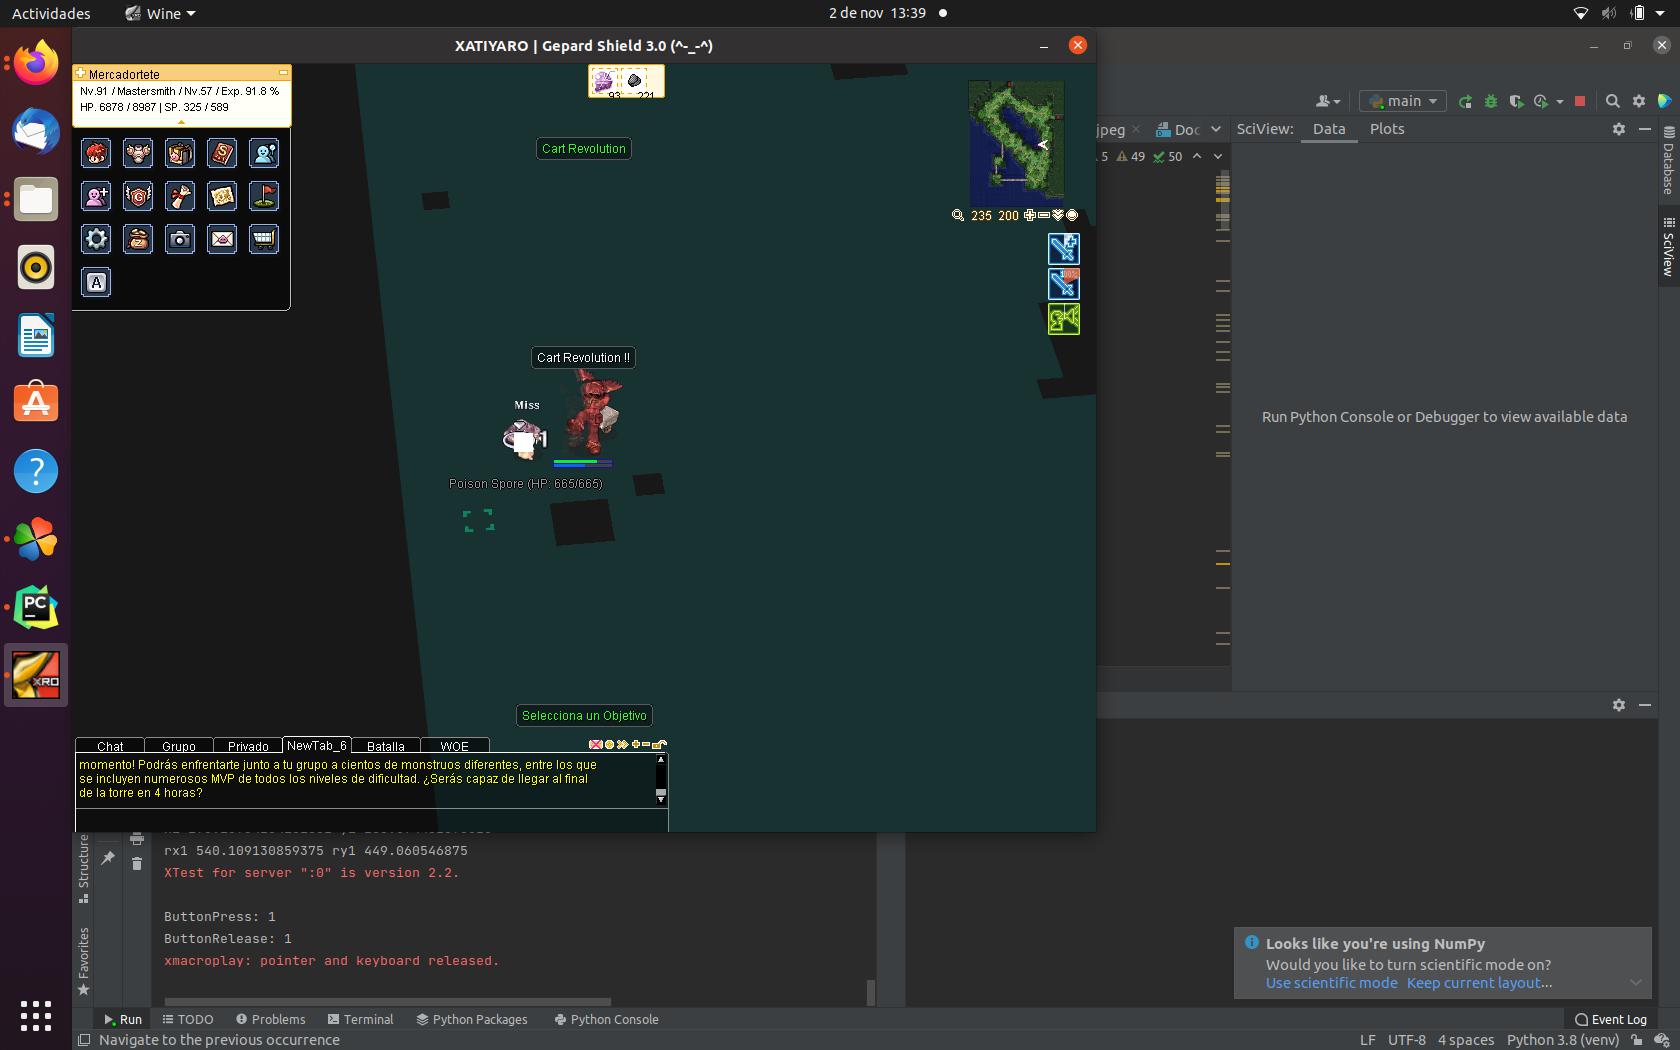 Actividades
Wine
2 de nov 13:39
XATIYARO | Gepard Shield 3.0 (^-_-^)
Mercadortete
Nv.91 / Mastersmith / Nv.57 / Exp. 91.8 %
HP. 6878 / 8987 | SP. 325 / 589
93
221
Cart Revolution
235 200
A
100%
Cart Revolution !!
Miss
Poison Spore (HP: 665/665)
Selecciona un Objetivo
Chat
Grupo
Privado
NewTab_6
Batalla
WOE
momento! Podrás enfrentarte junto a tu grupo a cientos de monstruos diferentes, entre los que
se incluyen numerosos MVP de todos los niveles de dificultad. ¿Serás capaz de llegar al final
de la torre en 4 horas?
main
jpeg
Doc
SciView:
Data
Plots
5
49
50
Database
SciView
Run Python Console or Debugger to view available data
XRO
PC
rx1 540.109130859375 ry1 449.060546875
XTest for server ":0" is version 2.2.
ButtonPress: 1
ButtonRelease: 1
xmacroplay: pointer and keyboard released.
Structure
Favorites
Looks like you're using NumPy
Would you like to turn scientific mode on?
Use scientific mode
Keep current layout...
Run
TODO
Problems
Terminal
Python Packages
Python Console
Event Log
Navigate to the previous occurrence
LF
UTF-8
4 spaces
Python 3.8 (venv)